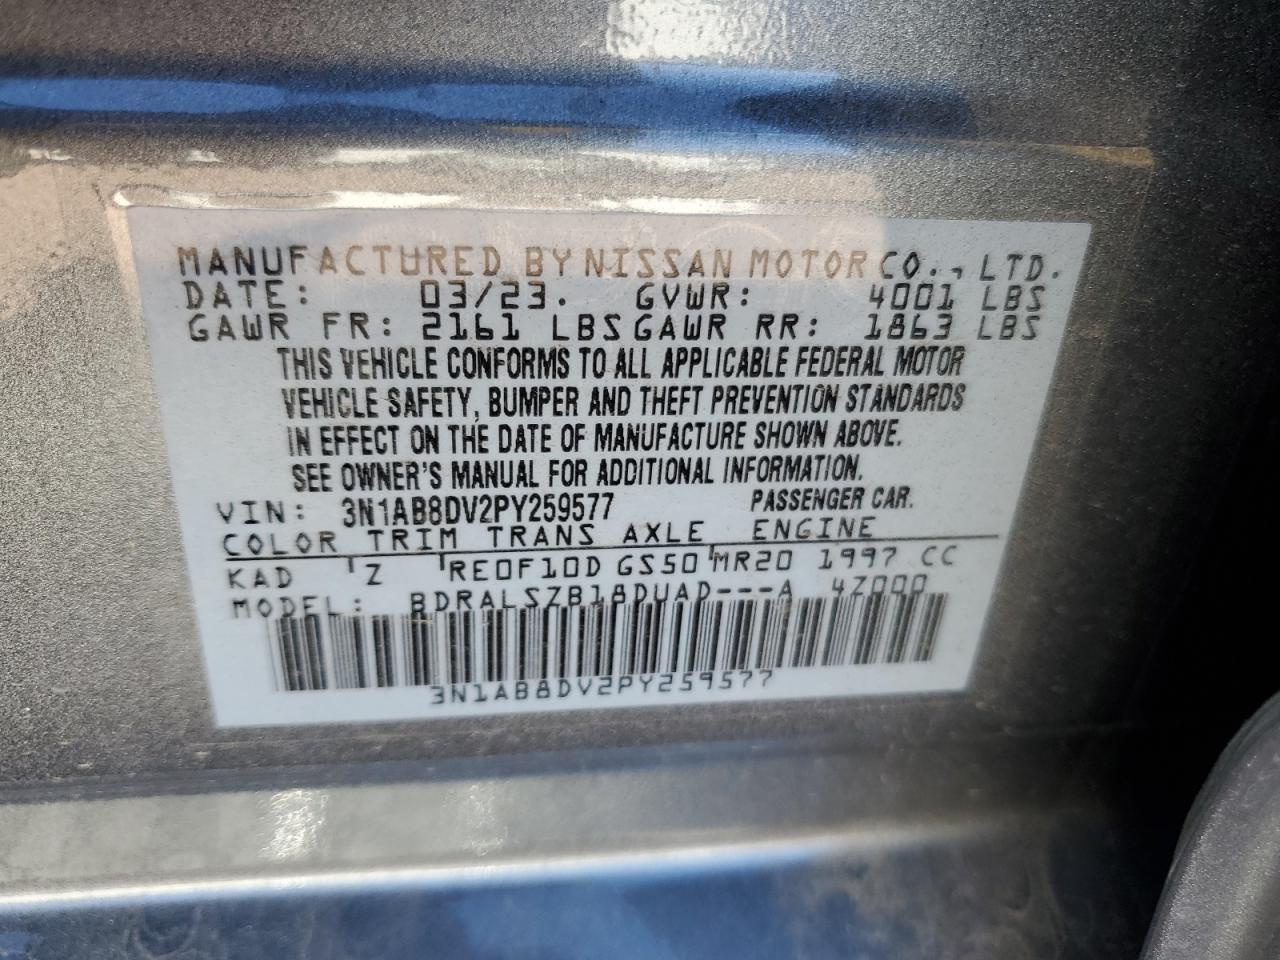 MANUFACTURED BY NISSAN MOTOR CO., LTD.
DATE: 03/23. GVWR: 4001 LBS
GAWR FR: 2161 LBS GAWR RR: 1863 LBS
THIS VEHICLE CONFORMS TO ALL APPLICABLE FEDERAL MOTOR
VEHICLE SAFETY, BUMPER AND THEFT PREVENTION STANDARDS
IN EFFECT ON THE DATE OF MANUFACTURE SHOWN ABOVE.
SEE OWNER'S MANUAL FOR ADDITIONAL INFORMATION.
VIN: 3N1AB8DV2PY259577 PASSENGER CAR.
COLOR TRIM TRANS AXLE ENGINE
KAD Z RE0F10D GS50 MR20 1997 CC
MODEL: BDRALSZB18DUAD---A 4Z000
3N1AB8DV2PY259577